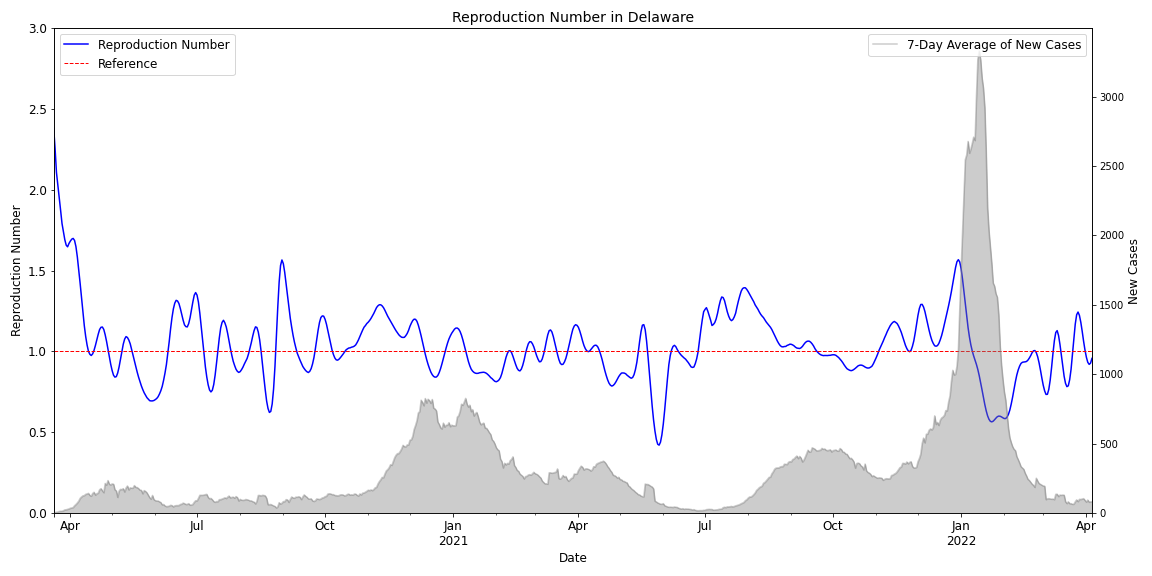 Reproduction Number in Delaware
Reproduction Number
Reference
7-Day Average of New Cases
3.0
2.5
2.0
1.5
1.0
0.5
0.0
Reproduction Number
3000
2500
2000
1500
1000
500
0
New Cases
Apr
Jul
Oct
Jan
2021
Apr
Jul
Oct
Jan
2022
Apr
Date